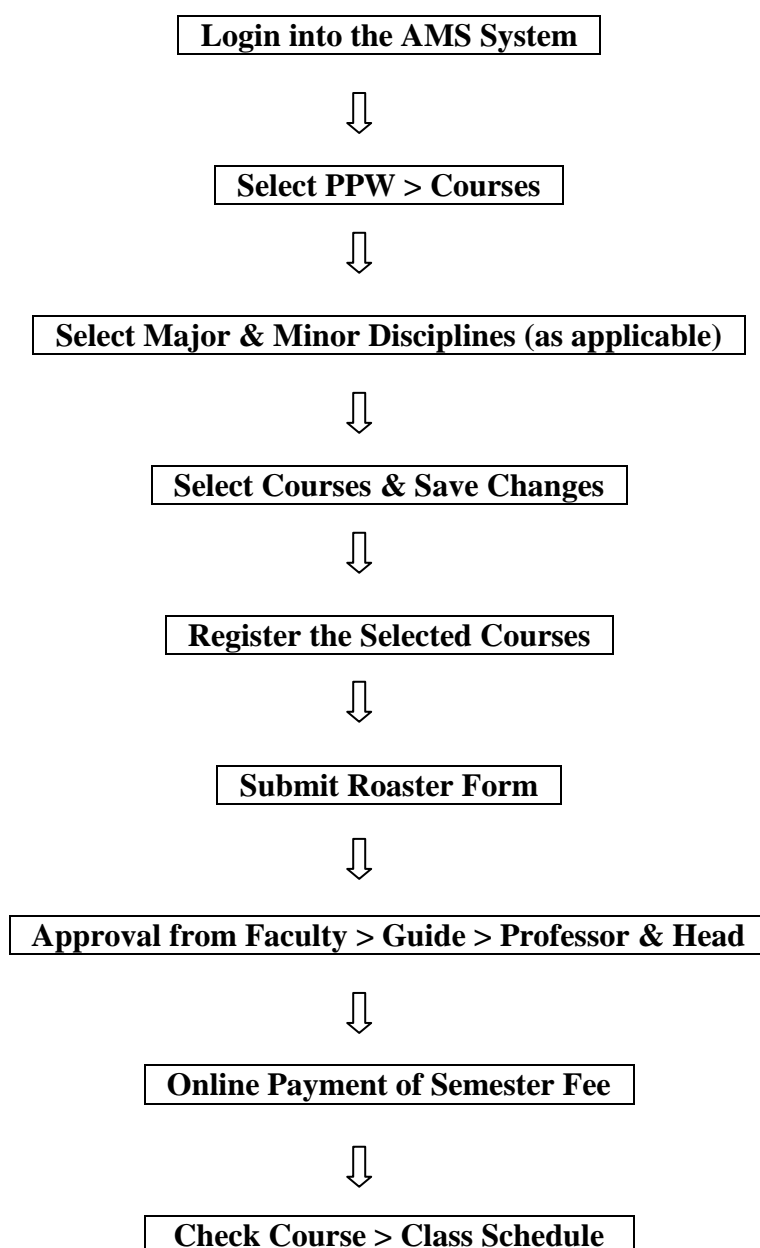 Login into the AMS System
Select PPW > Courses
Select Major & Minor Disciplines (as applicable)
Select Courses & Save Changes
Register the Selected Courses
Submit Roaster Form
Approval from Faculty > Guide > Professor & Head
Online Payment of Semester Fee
Check Course > Class Schedule